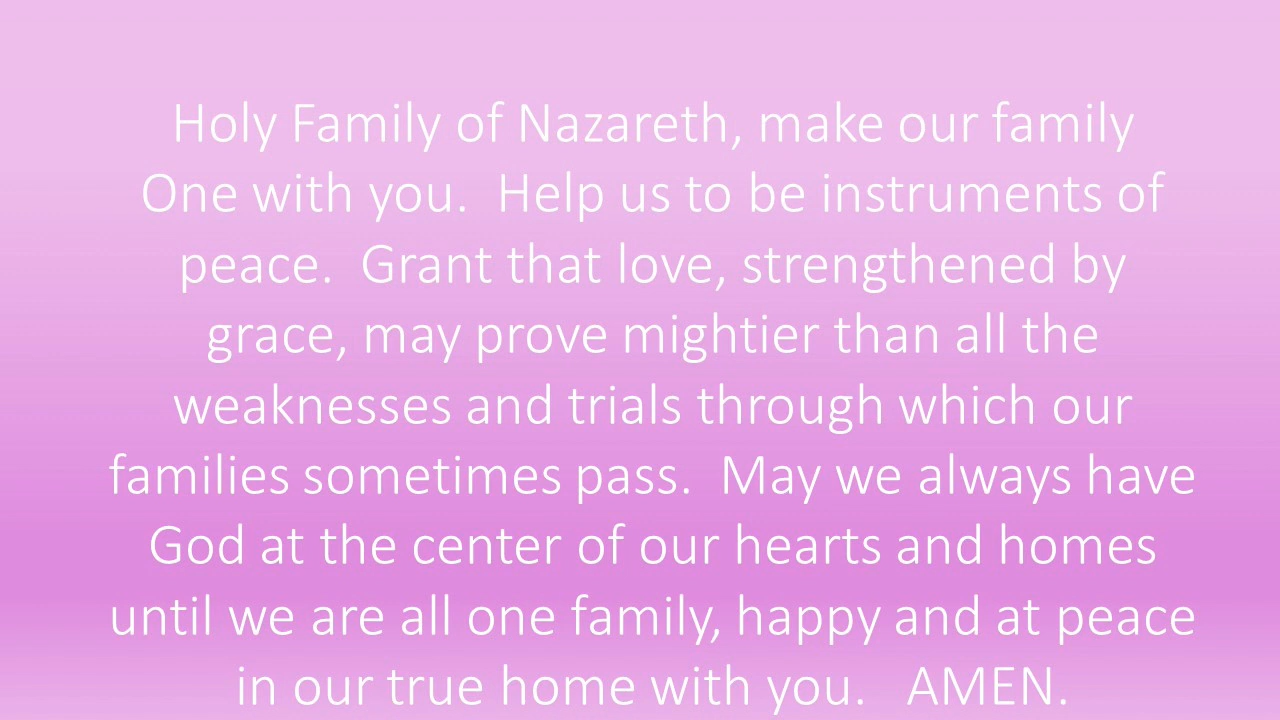 Holy Family of Nazareth, make our family
One with you.  Help us to be instruments of
peace.  Grant that love, strengthened by
grace, may prove mightier than all the
weaknesses and trials through which our
families sometimes pass.  May we always have
God at the center of our hearts and homes
until we are all one family, happy and at peace
in our true home with you.   AMEN.